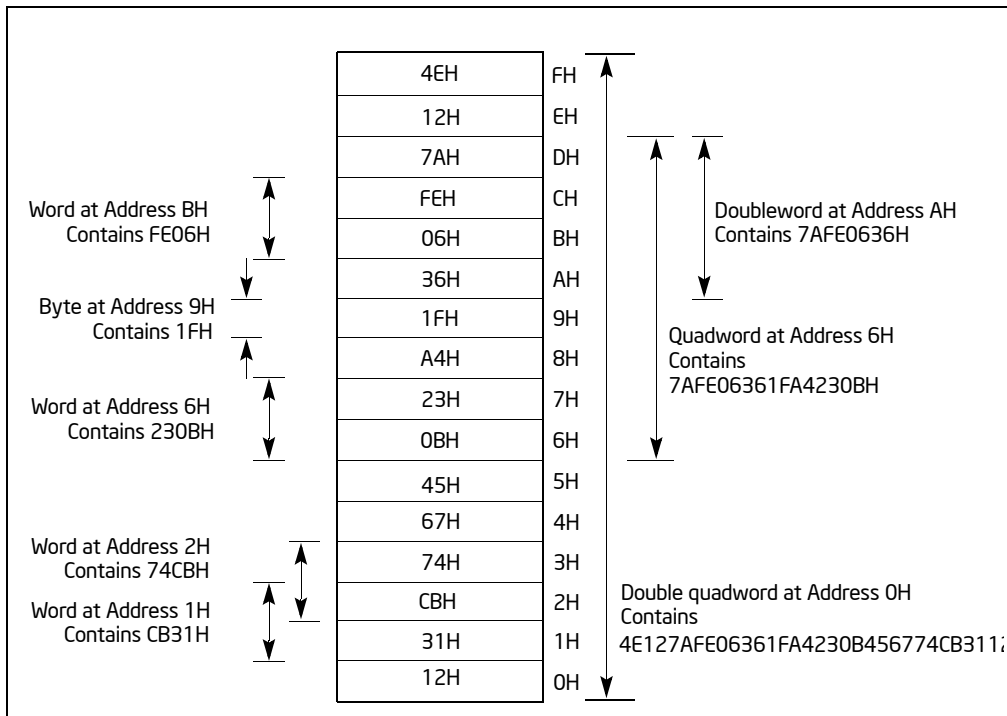 4EH FH
12H EH
7AH DH
FEH CH
06H BH
36H AH
1FH 9H
A4H 8H
23H 7H
0BH 6H
45H 5H
67H 4H
74H 3H
CBH 2H
31H 1H
12H 0H
Word at Address BH
Contains FE06H
Byte at Address 9H
Contains 1FH
Word at Address 6H
Contains 230BH
Word at Address 2H
Contains 74CBH
Word at Address 1H
Contains CB31H
Doubleword at Address AH
Contains 7AFE0636H
Quadword at Address 6H
Contains
7AFE06361FA4230BH
Double quadword at Address 0H
Contains
4E127AFE06361FA4230B456774CB3112